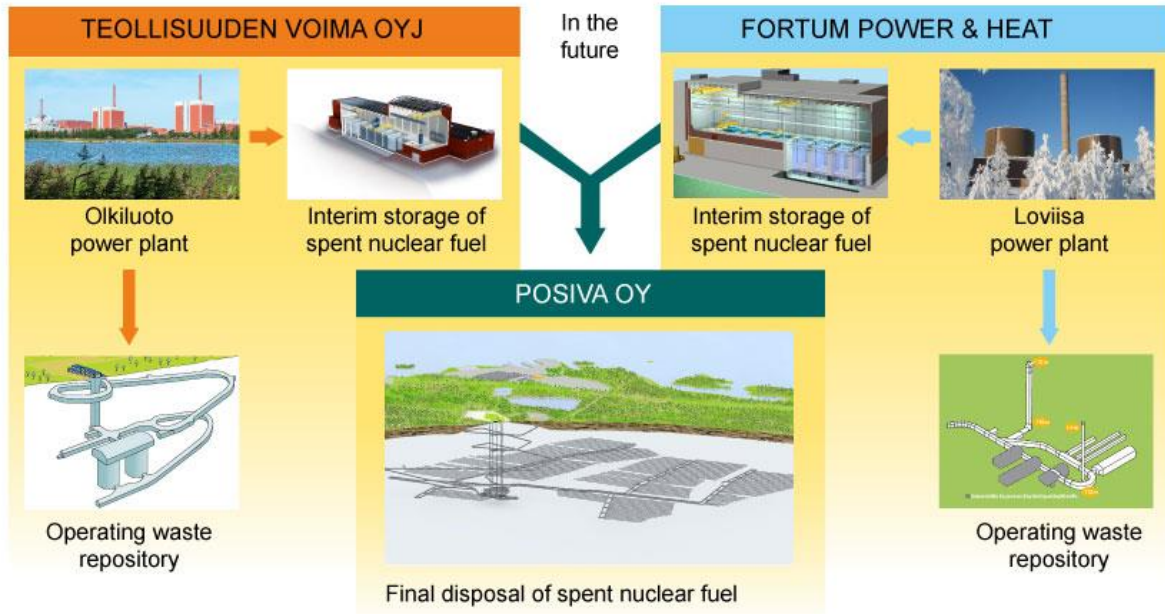 TEOLLISUUDEN VOIMA OYJ
In the
future
FORTUM POWER & HEAT
Olkiluoto
power plant
Interim storage of
spent nuclear fuel
Interim storage of
spent nuclear fuel
Loviisa
power plant
POSIVA OY
Operating waste
repository
Final disposal of spent nuclear fuel
Operating waste
repository